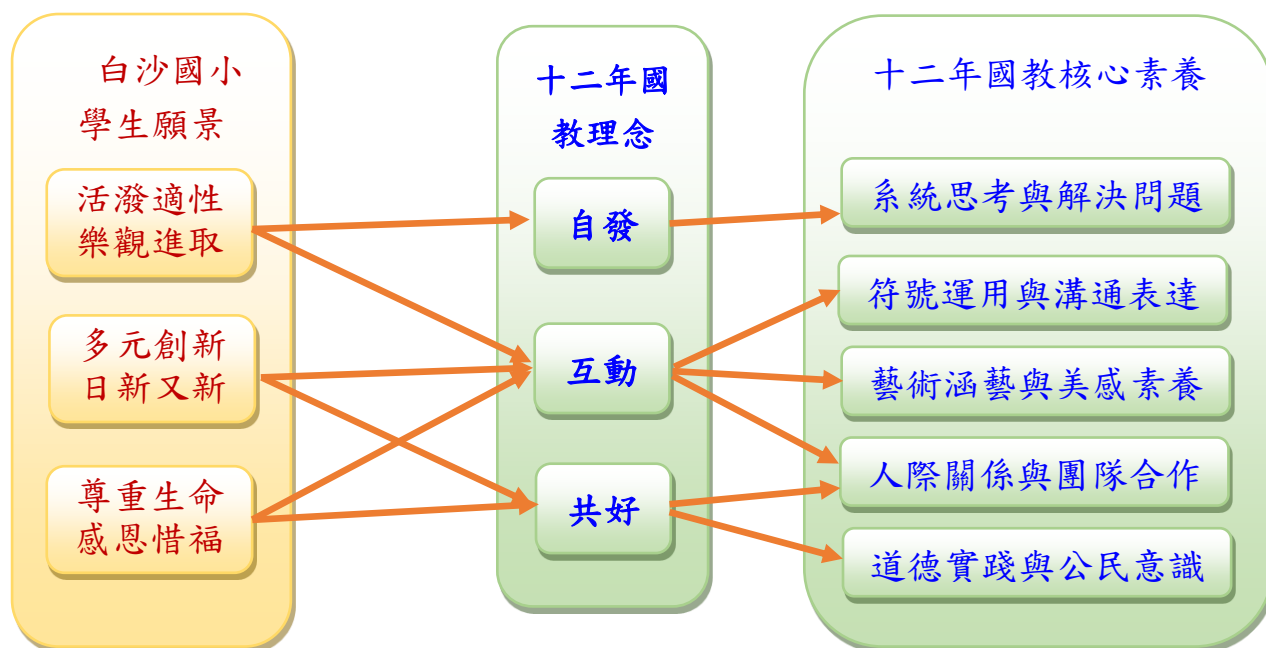 白沙國小
學生願景
活潑適性
樂觀進取
多元創新
日新又新
尊重生命
感恩惜福
十二年國
教理念
自發
互動
共好
十二年國教核心素養
系統思考與解決問題
符號運用與溝通表達
藝術涵藝與美感素養
人際關係與團隊合作
道德實踐與公民意識